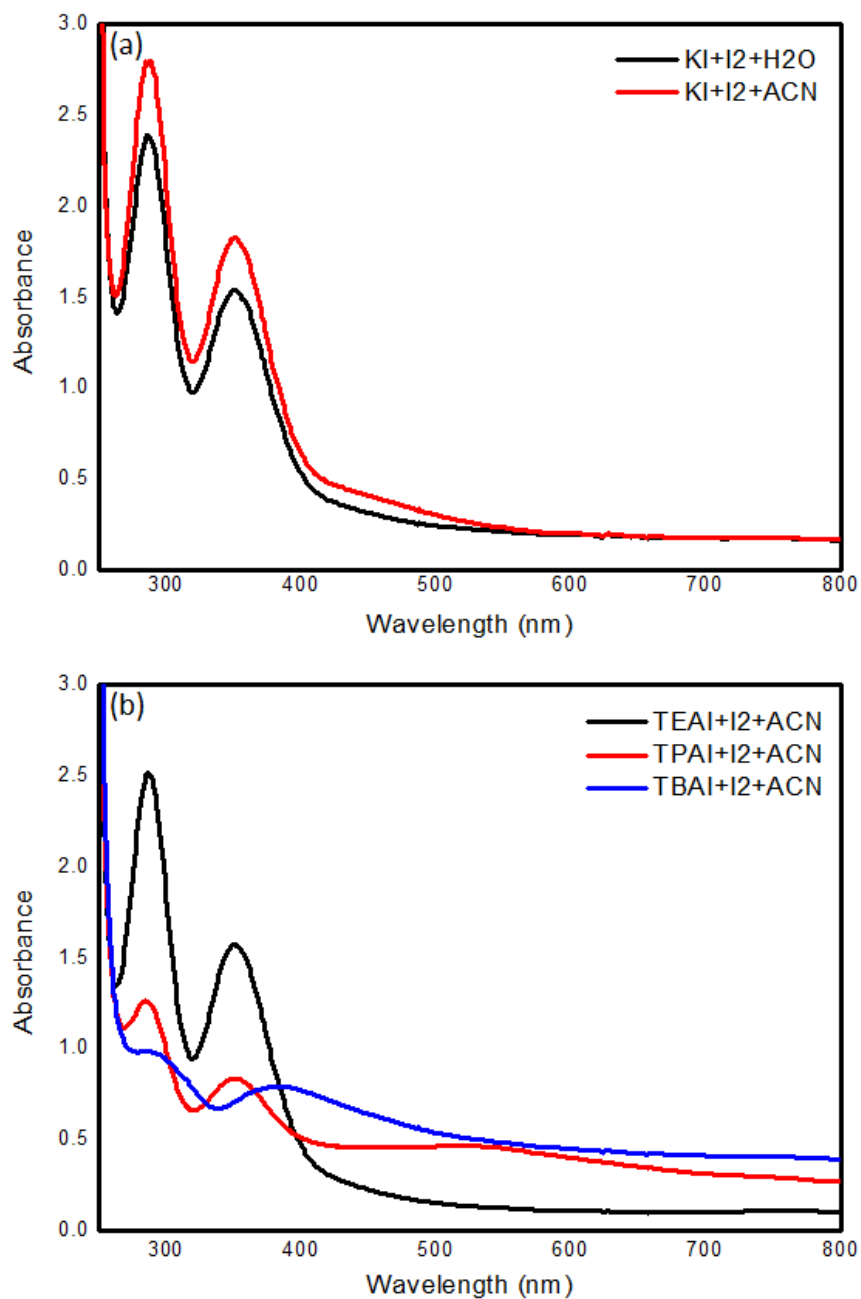 (a)
KI+I2+H2O
KI+I2+ACN
3.0
2.5
2.0
1.5
1.0
0.5
0.0
Absorbance
300 400 500 600 700 800
Wavelength (nm)
(b)
TEAI+I2+ACN
TPAI+I2+ACN
TBAI+I2+ACN
3.0
2.5
2.0
1.5
1.0
0.5
0.0
Absorbance
300 400 500 600 700 800
Wavelength (nm)